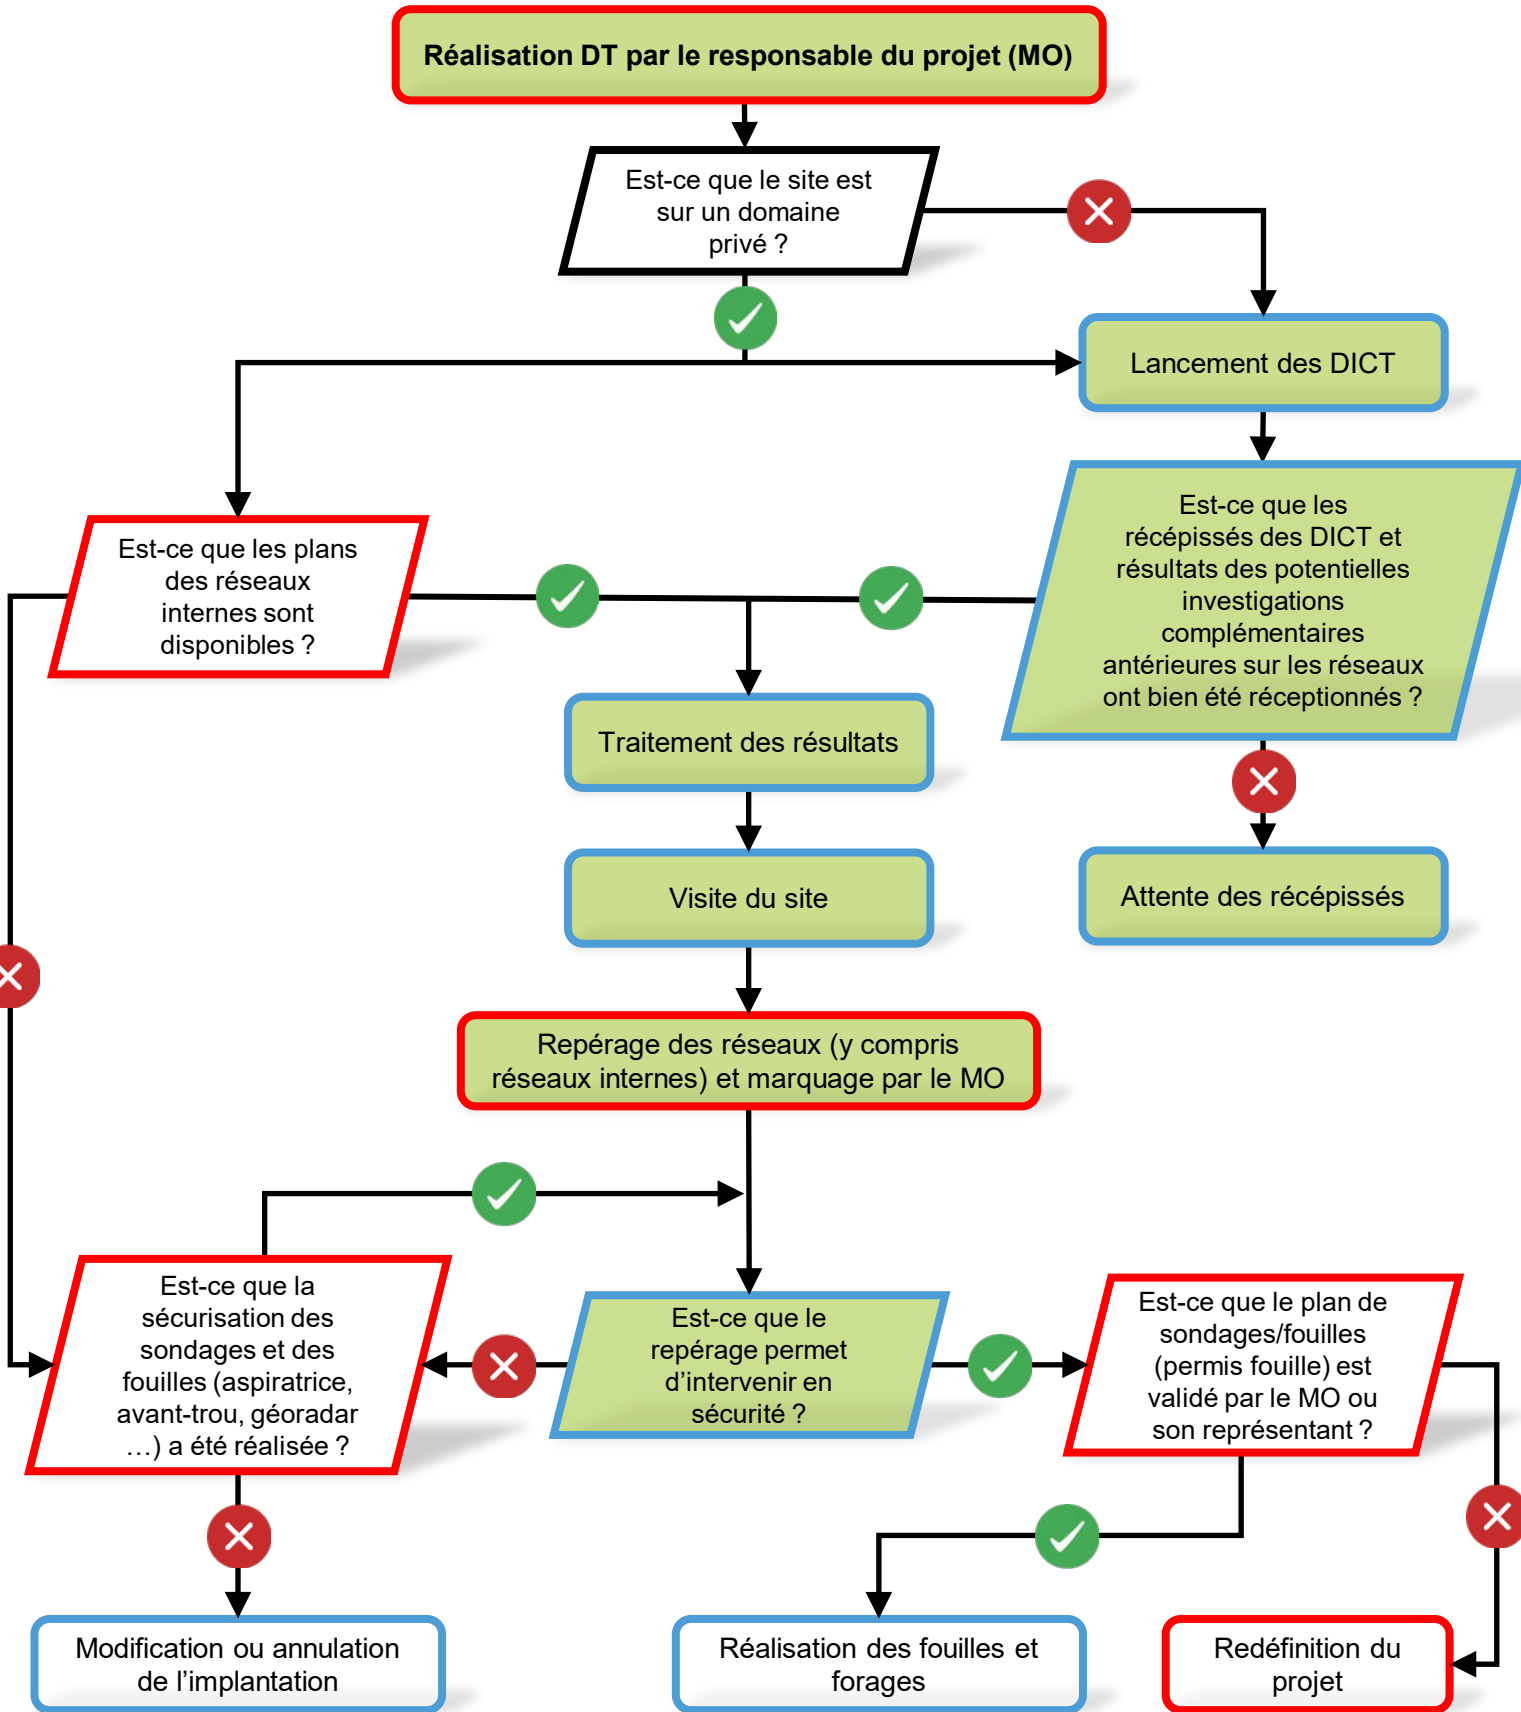 Réalisation DT par le responsable du projet (MO)
Est-ce que le site est
sur un domaine
privé ?
Lancement des DICT
Est-ce que les plans
des réseaux
internes sont
disponibles ?
Est-ce que les
récépissés des DICT et
résultats des potentielles
investigations
complémentaires
antérieures sur les réseaux
ont bien été réceptionnés ?
Traitement des résultats
Visite du site
Attente des récépissés
Repérage des réseaux (y compris
réseaux internes) et marquage par le MO
Est-ce que la
sécurisation des
sondages et des
fouilles (aspiratrice,
avant-trou, géoradar
…) a été réalisée ?
Est-ce que le
repérage permet
d’intervenir en
sécurité ?
Est-ce que le plan de
sondages/fouilles
(permis fouille) est
validé par le MO ou
son représentant ?
Modification ou annulation
de l’implantation
Réalisation des fouilles et
forages
Redéfinition du
projet